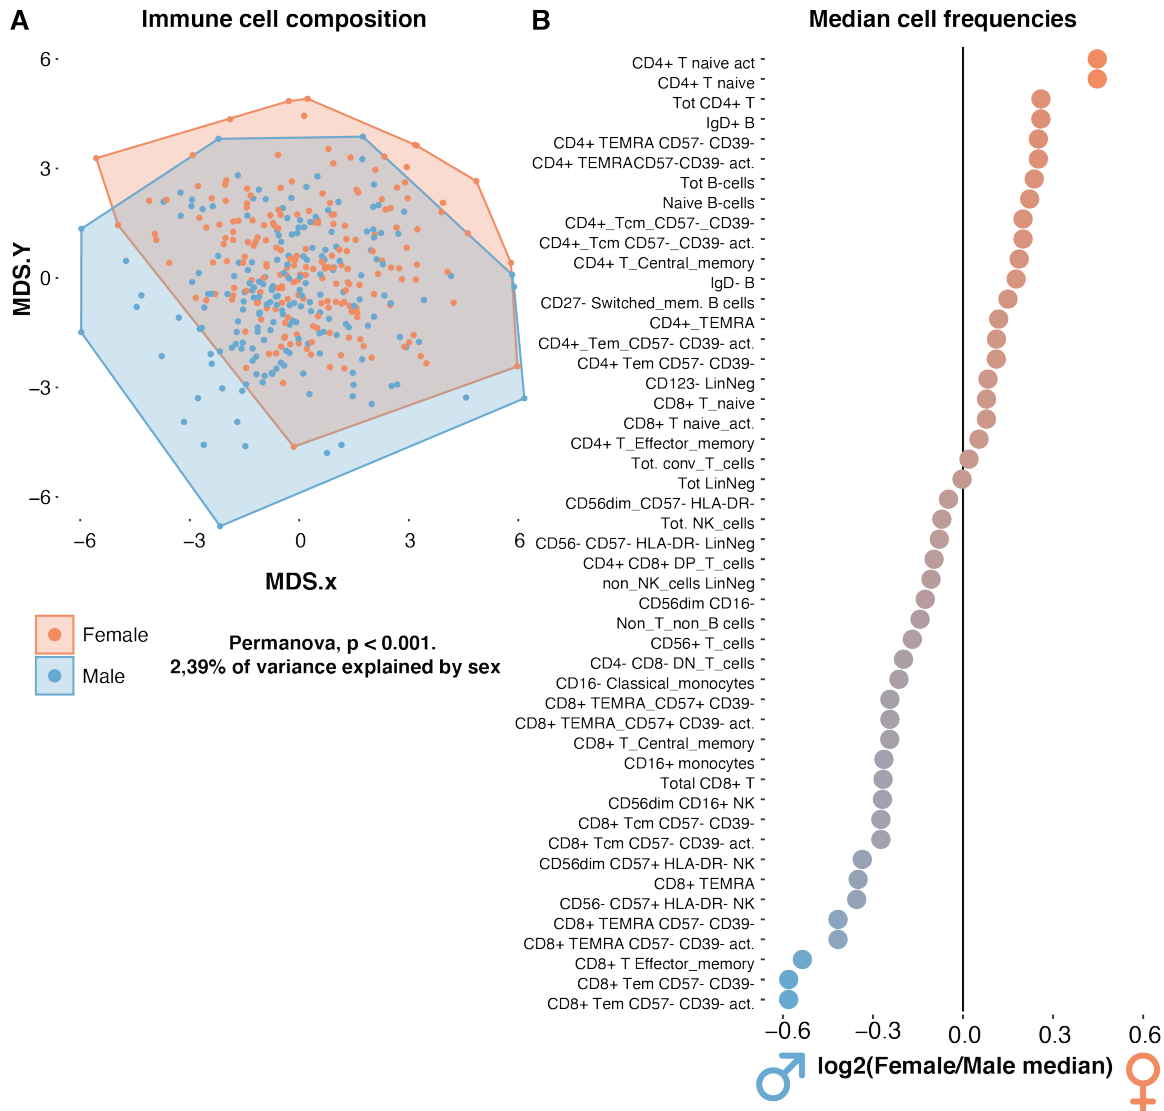 A
Immune cell composition
6
3
0
−3
−6
MDS.Y
−6
−3
0
3
6
MDS.x
Female
Male
Permanova, p < 0.001.
2,39% of variance explained by sex
B
Median cell frequencies
CD4+ T naive act
CD4+ T naive
Tot CD4+ T
IgD+ B
CD4+ TEMRA CD57- CD39-
CD4+ TEMRACD57-CD39- act.
Tot B-cells
Naive B-cells
CD4+_Tcm_CD57-_CD39-
CD4+_Tcm CD57-_CD39- act.
CD4+ T_Central_memory
IgD- B
CD27- Switched_mem. B cells
CD4+_TEMRA
CD4+_Tem_CD57- CD39- act.
CD4+ Tem CD57- CD39-
CD123- LinNeg
CD8+ T_naive
CD8+ T naive_act.
CD4+ T_Effector_memory
Tot. conv_T_cells
Tot LinNeg
CD56dim_CD57- HLA-DR-
Tot. NK_cells
CD56- CD57- HLA-DR- LinNeg
CD4+ CD8+ DP_T_cells
non_NK_cells LinNeg
CD56dim CD16-
Non_T_non_B cells
CD56+ T_cells
CD4- CD8- DN_T_cells
CD16- Classical_monocytes
CD8+ TEMRA_CD57+ CD39-
CD8+ TEMRA_CD57+ CD39- act.
CD8+ T_Central_memory
CD16+ monocytes
Total CD8+ T
CD56dim CD16+ NK
CD8+ Tcm CD57- CD39-
CD8+ Tcm CD57- CD39- act.
CD56dim CD57+ HLA-DR- NK
CD8+ TEMRA
CD56- CD57+ HLA-DR- NK
CD8+ TEMRA CD57- CD39-
CD8+ TEMRA CD57- CD39- act.
CD8+ T Effector_memory
CD8+ Tem CD57- CD39-
CD8+ Tem CD57- CD39- act.
−0.6
−0.3
0.0
0.3
0.6
♂ log2(Female/Male median) ♀